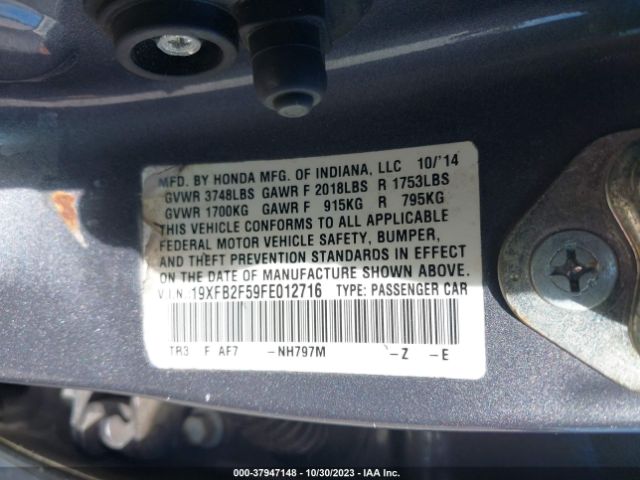 MFD. BY HONDA MFG. OF INDIANA, LLC 10/'14
GVWR 3748LBS GAWR F 2018LBS R 1753LBS
GVWR 1700KG GAWR F 915KG R 795KG
THIS VEHICLE CONFORMS TO ALL APPLICABLE
FEDERAL MOTOR VEHICLE SAFETY, BUMPER,
AND THEFT PREVENTION STANDARDS IN EFFECT
ON THE DATE OF MANUFACTURE SHOWN ABOVE.
V.I.N.:19XFB2F59FE012716 TYPE: PASSENGER CAR
TR3 F AF7 -NH797M -Z -E
000-37947148 - 10/30/2023 - IAA Inc.